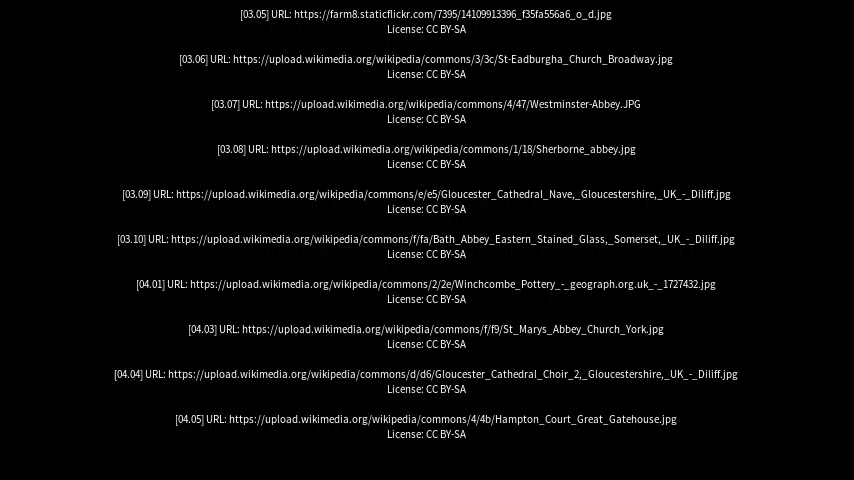 [03.05] URL: https://farm8.staticflickr.com/7395/14109913396_f35fa556a6_o_d.jpg
License: CC BY-SA
[03.06] URL: https://upload.wikimedia.org/wikipedia/commons/3/3c/St-Eadburgha_Church_Broadway.jpg
License: CC BY-SA
[03.07] URL: https://upload.wikimedia.org/wikipedia/commons/4/47/Westminster-Abbey.JPG
License: CC BY-SA
[03.08] URL: https://upload.wikimedia.org/wikipedia/commons/1/18/Sherborne_abbey.jpg
License: CC BY-SA
[03.09] URL: https://upload.wikimedia.org/wikipedia/commons/e/e5/Gloucester_Cathedral_Nave,_Gloucestershire,_UK_-_Diliff.jpg
License: CC BY-SA
[03.10] URL: https://upload.wikimedia.org/wikipedia/commons/f/fa/Bath_Abbey_Eastern_Stained_Glass,_Somerset,_UK_-_Diliff.jpg
License: CC BY-SA
[04.01] URL: https://upload.wikimedia.org/wikipedia/commons/2/2e/Winchcombe_Pottery_-_geograph.org.uk_-_1727432.jpg
License: CC BY-SA
[04.03] URL: https://upload.wikimedia.org/wikipedia/commons/f/f9/St_Marys_Abbey_Church_York.jpg
License: CC BY-SA
[04.04] URL: https://upload.wikimedia.org/wikipedia/commons/d/d6/Gloucester_Cathedral_Choir_2,_Gloucestershire,_UK_-_Diliff.jpg
License: CC BY-SA
[04.05] URL: https://upload.wikimedia.org/wikipedia/commons/4/4b/Hampton_Court_Great_Gatehouse.jpg
License: CC BY-SA